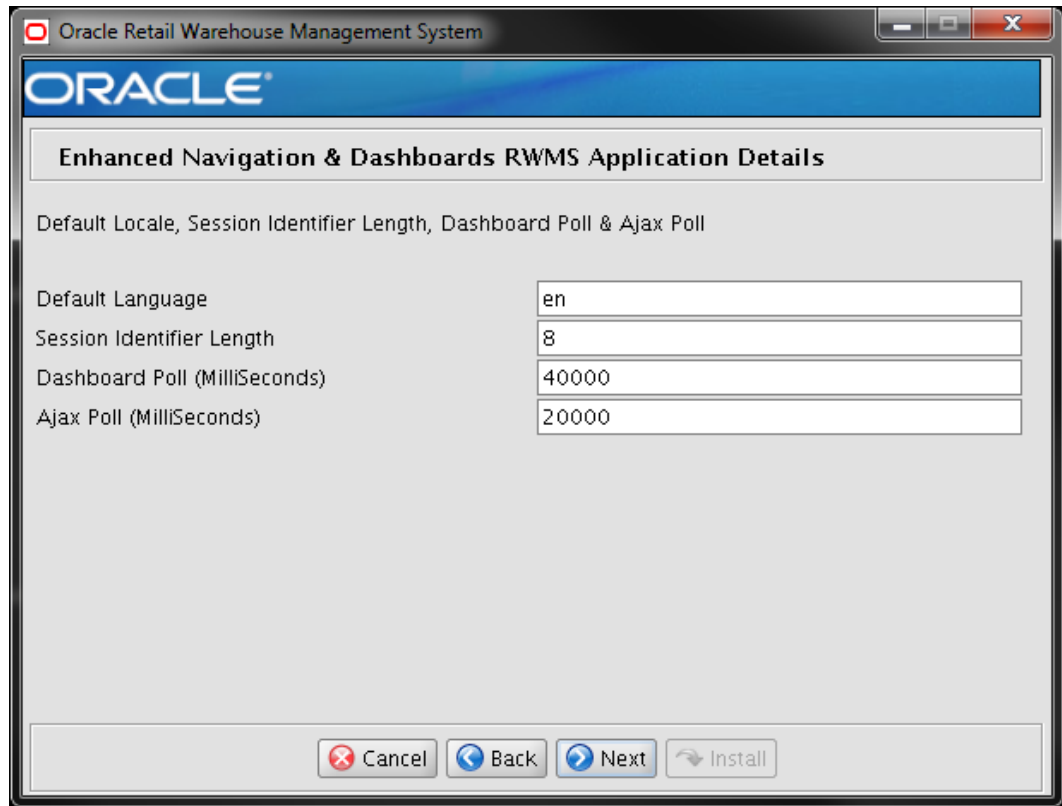 Oracle Retail Warehouse Management System
ORACLE®
Enhanced Navigation & Dashboards RWMS Application Details
Default Locale, Session Identifier Length, Dashboard Poll & Ajax Poll
Default Language en
Session Identifier Length 8
Dashboard Poll (MilliSeconds) 40000
Ajax Poll (MilliSeconds) 20000
Cancel Back Next Install